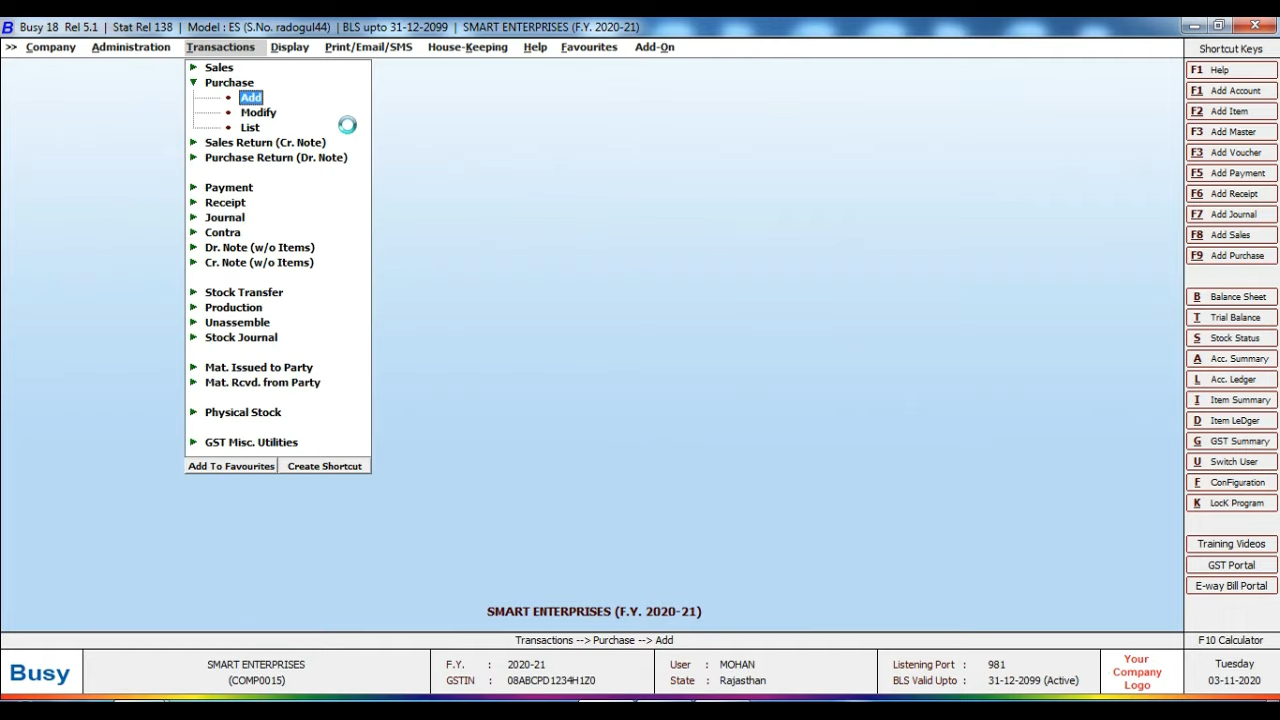 Busy 18 Rel 5.1 | Stat Rel 138 | Model : ES (S.No. radogul44) | BLS upto 31-12-2099 | SMART ENTERPRISES (F.Y. 2020-21)
>> Company Administration Transactions Display Print/Email/SMS House-Keeping Help Favourites Add-On
Sales
Purchase
Add
Modify
List
Sales Return (Cr. Note)
Purchase Return (Dr. Note)
Payment
Receipt
Journal
Contra
Dr. Note (w/o Items)
Cr. Note (w/o Items)
Stock Transfer
Production
Unassemble
Stock Journal
Mat. Issued to Party
Mat. Rcvd. from Party
Physical Stock
GST Misc. Utilities
Add To Favourites Create Shortcut
Shortcut Keys
F1 Help
F1 Add Account
F2 Add Item
F3 Add Master
F3 Add Voucher
F5 Add Payment
F6 Add Receipt
F7 Add Journal
F8 Add Sales
F9 Add Purchase
B Balance Sheet
T Trial Balance
S Stock Status
A Acc. Summary
L Acc. Ledger
I Item Summary
D Item LeDger
G GST Summary
U Switch User
F ConFiguration
K LocK Program
Training Videos
GST Portal
E-way Bill Portal
SMART ENTERPRISES (F.Y. 2020-21)
Transactions --> Purchase --> Add
F10 Calculator
Busy
SMART ENTERPRISES
(COMP0015)
F.Y. : 2020-21
GSTIN : 08ABCPD1234H1Z0
User : MOHAN
State : Rajasthan
Listening Port : 981
BLS Valid Upto : 31-12-2099 (Active)
Your
Company
Logo
Tuesday
03-11-2020